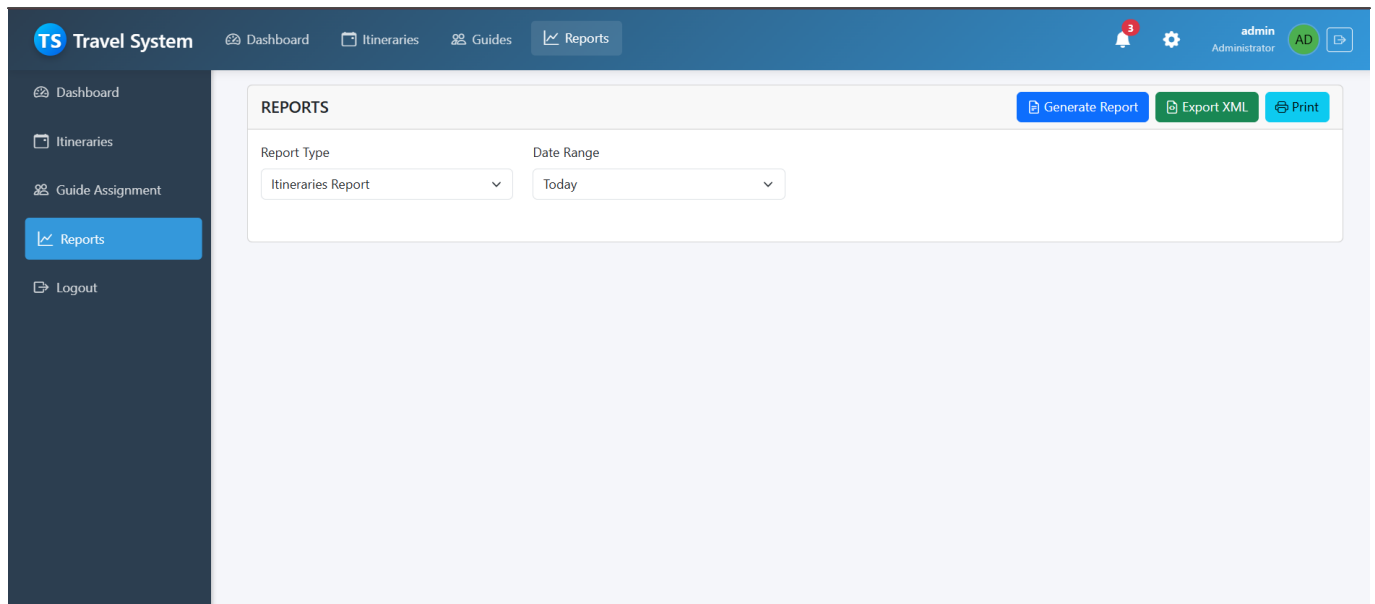 TS Travel System Dashboard Itineraries Guides Reports 3 admin
Administrator AD
Dashboard
Itineraries
Guide Assignment
Reports
Logout
REPORTS Generate Report Export XML Print
Report Type Date Range
Itineraries Report Today